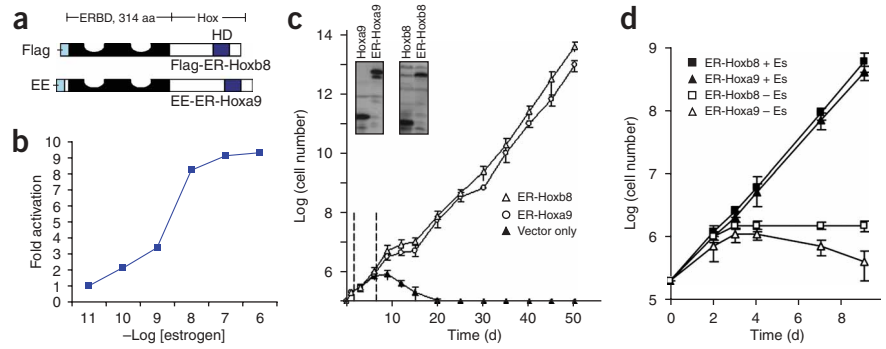 a
ERBD, 314 aa
Hox
HD
Flag
Flag-ER-Hoxb8
EE
EE-ER-Hoxa9
b
10
9
8
7
6
5
4
3
2
1
0
Fold activation
11 10 9 8 7 6
–Log [estrogen]
c
Hoxa9
ER-Hoxa9
Hoxb8
ER-Hoxb8
14
12
10
8
6
Log (cell number)
ER-Hoxb8
ER-Hoxa9
Vector only
10 20 30 40 50
Time (d)
d
9
8
7
6
5
Log (cell number)
ER-Hoxb8 + Es
ER-Hoxa9 + Es
ER-Hoxb8 – Es
ER-Hoxa9 – Es
0 2 4 6 8
Time (d)